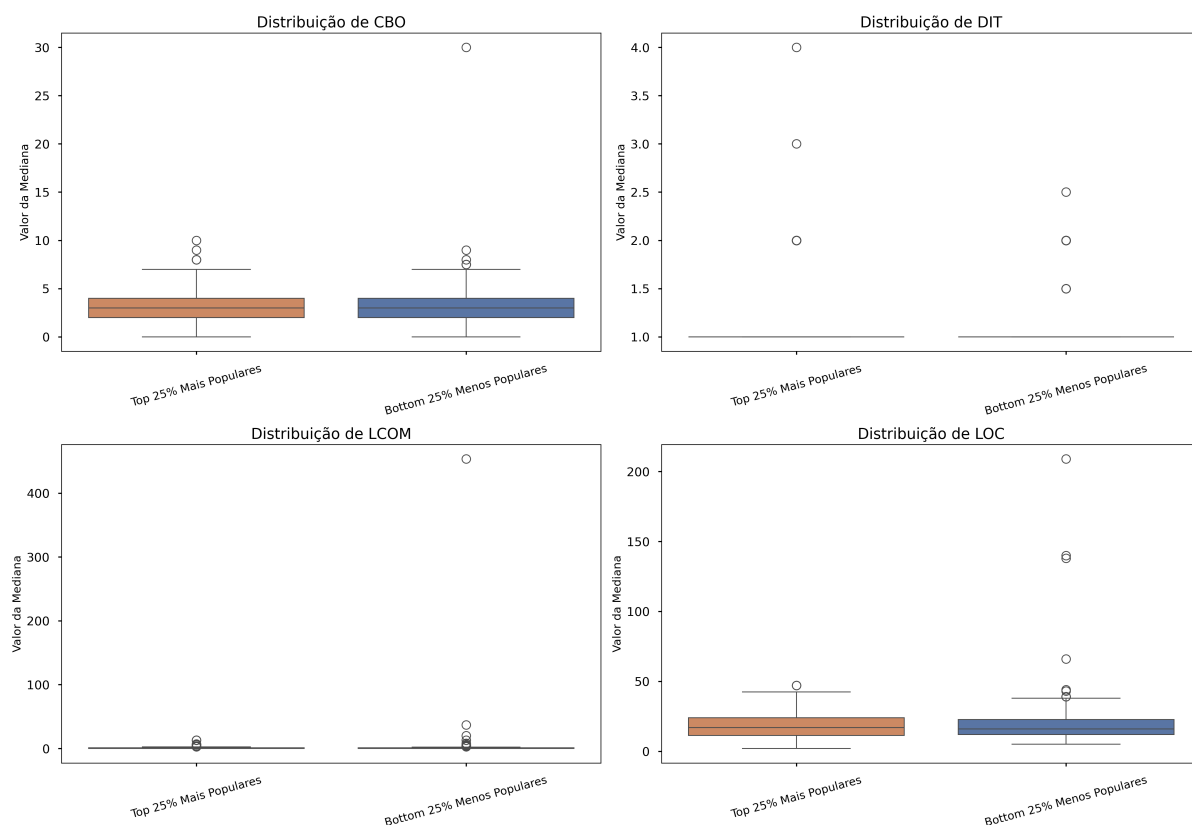 Distribuição de CBO
Valor da Mediana
30
25
20
15
10
5
0
Top 25% Mais Populares
Bottom 25% Menos Populares
Distribuição de DIT
Valor da Mediana
4.0
3.5
3.0
2.5
2.0
1.5
1.0
Top 25% Mais Populares
Bottom 25% Menos Populares
Distribuição de LCOM
Valor da Mediana
400
300
200
100
0
Top 25% Mais Populares
Bottom 25% Menos Populares
Distribuição de LOC
Valor da Mediana
200
150
100
50
0
Top 25% Mais Populares
Bottom 25% Menos Populares